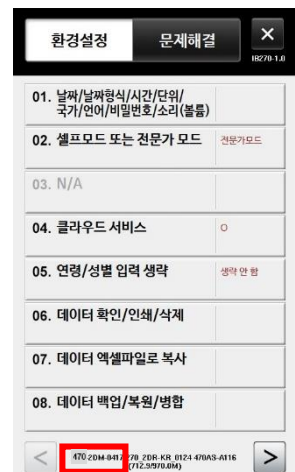 환경설정 문제해결 ×
IB270-1.0
01. 날짜/날짜형식/시간/단위/
국가/언어/비밀번호/소리(볼륨)
02. 셀프모드 또는 전문가 모드 전문가모드
03. N/A
04. 클라우드 서비스 O
05. 연령/성별 입력 생략 생략 안 함
06. 데이터 확인/인쇄/삭제
07. 데이터 엑셀파일로 복사
08. 데이터 백업/복원/병합
< 470 2DM-0417 270_2DR-KR_0124 470AS-A116 >
(712.9/970.0M)